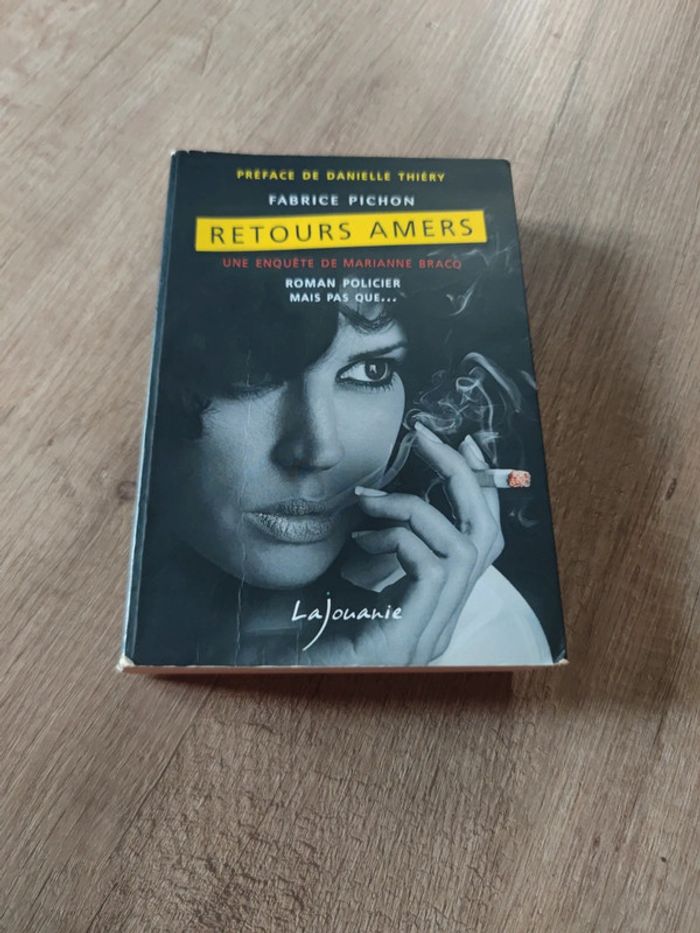 PRÉFACE DE DANIELLE THIÉRY
FABRICE PICHON
RETOURS AMERS
UNE ENQUÊTE DE MARIANNE BRACQ
ROMAN POLICIER
MAIS PAS QUE...
Lajouanie